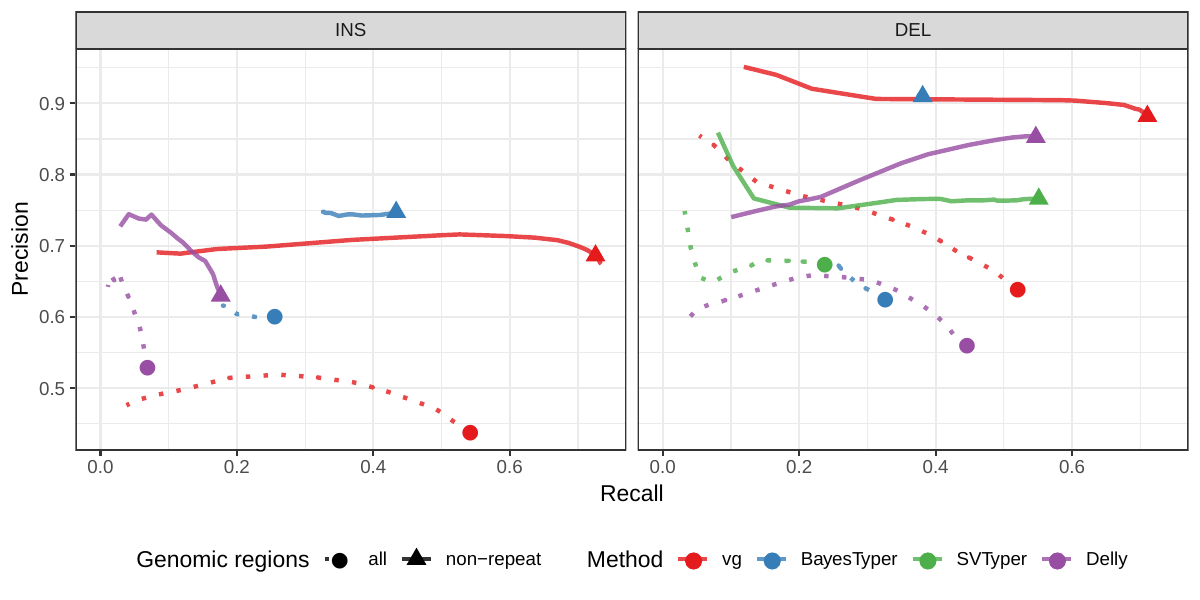 INS
DEL
Precision
0.9
0.8
0.7
0.6
0.5
0.0 0.2 0.4 0.6 0.0 0.2 0.4 0.6
Recall
Genomic regions all non−repeat Method vg BayesTyper SVTyper Delly